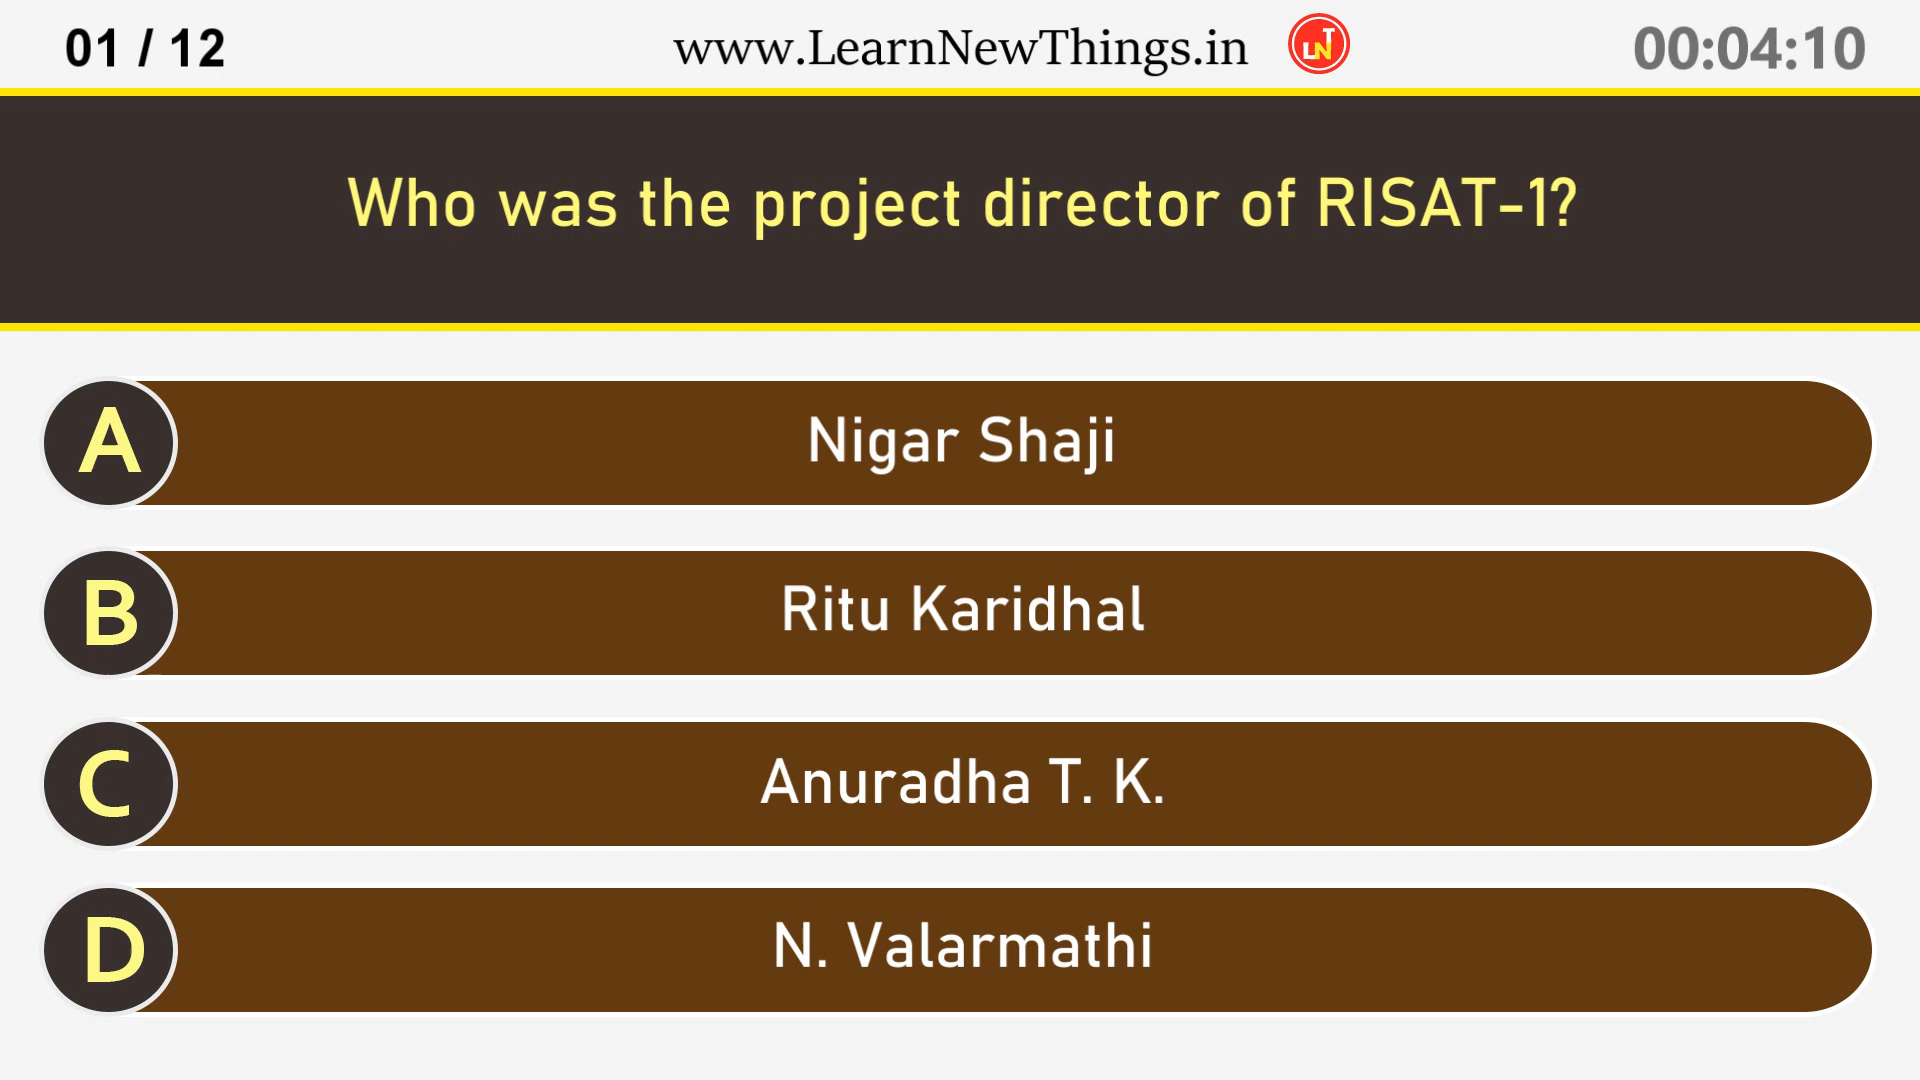 01 / 12
www.LearnNewThings.in
LNT
00:04:10
Who was the project director of RISAT-1?
A
Nigar Shaji
B
Ritu Karidhal
C
Anuradha T. K.
D
N. Valarmathi